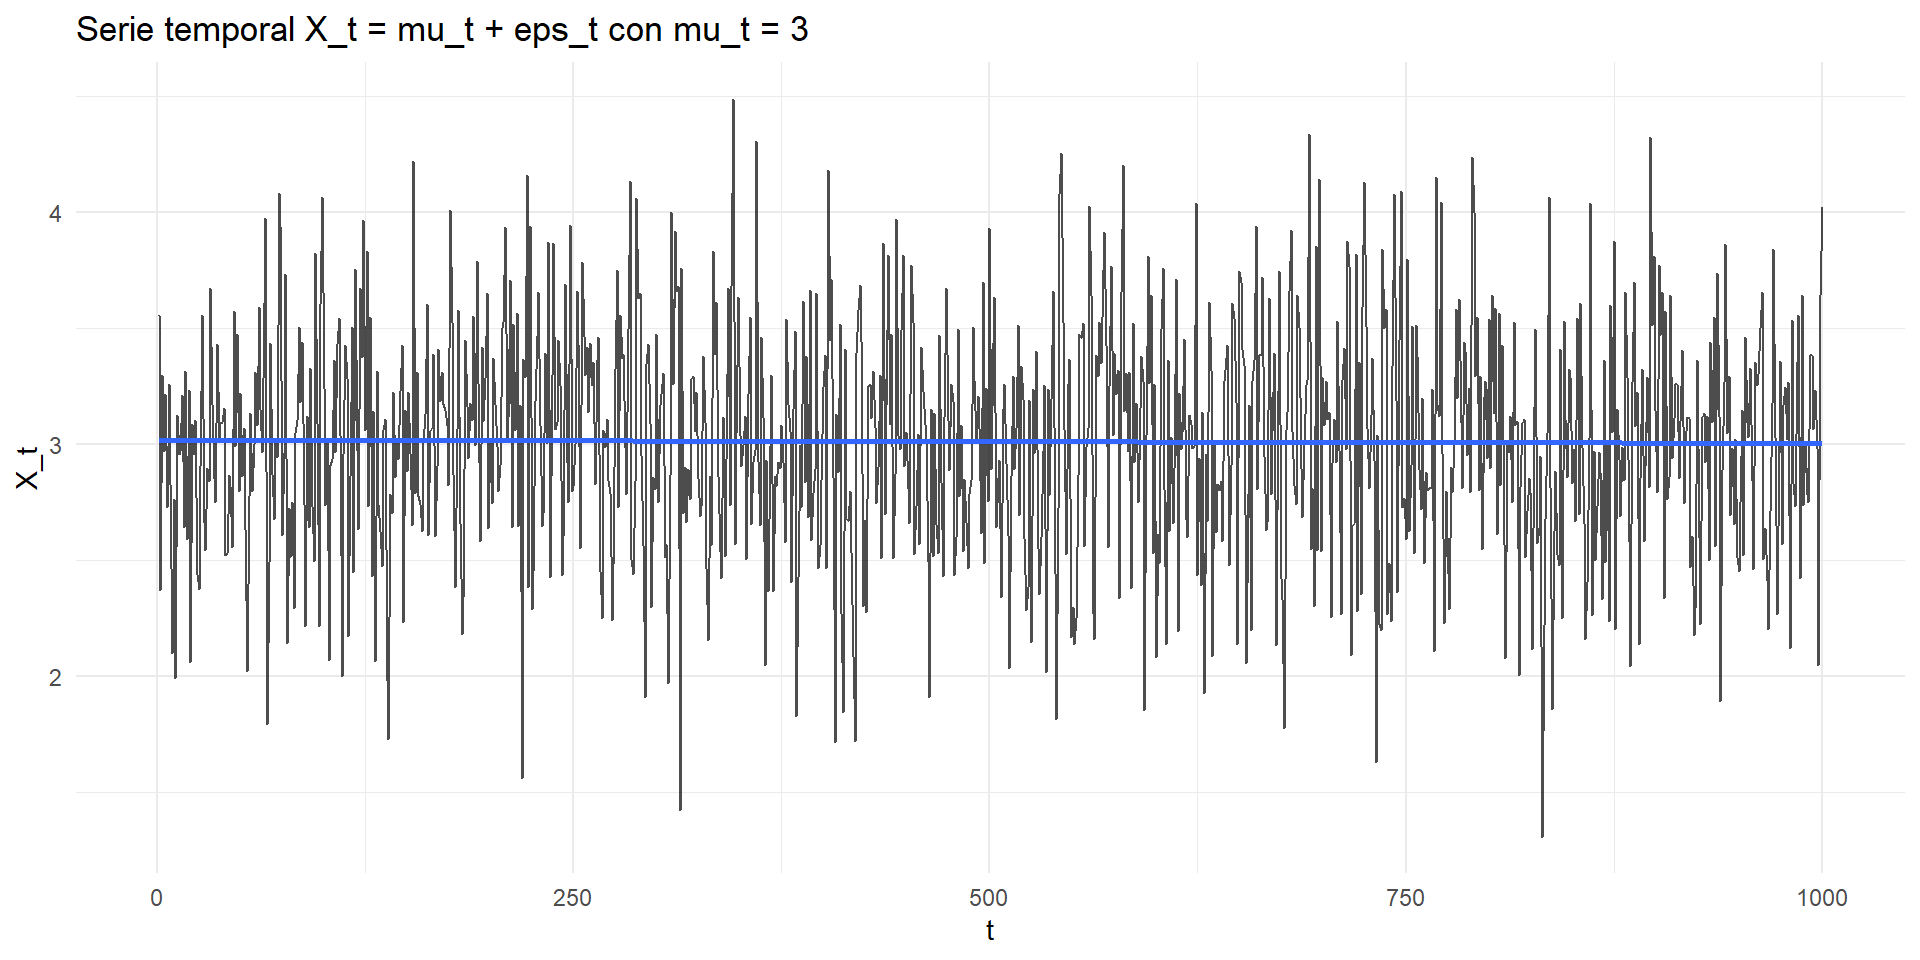 Serie temporal X_t = mu_t + eps_t con mu_t = 3
X_t
4
3
2
0 250 500 750 1000
t